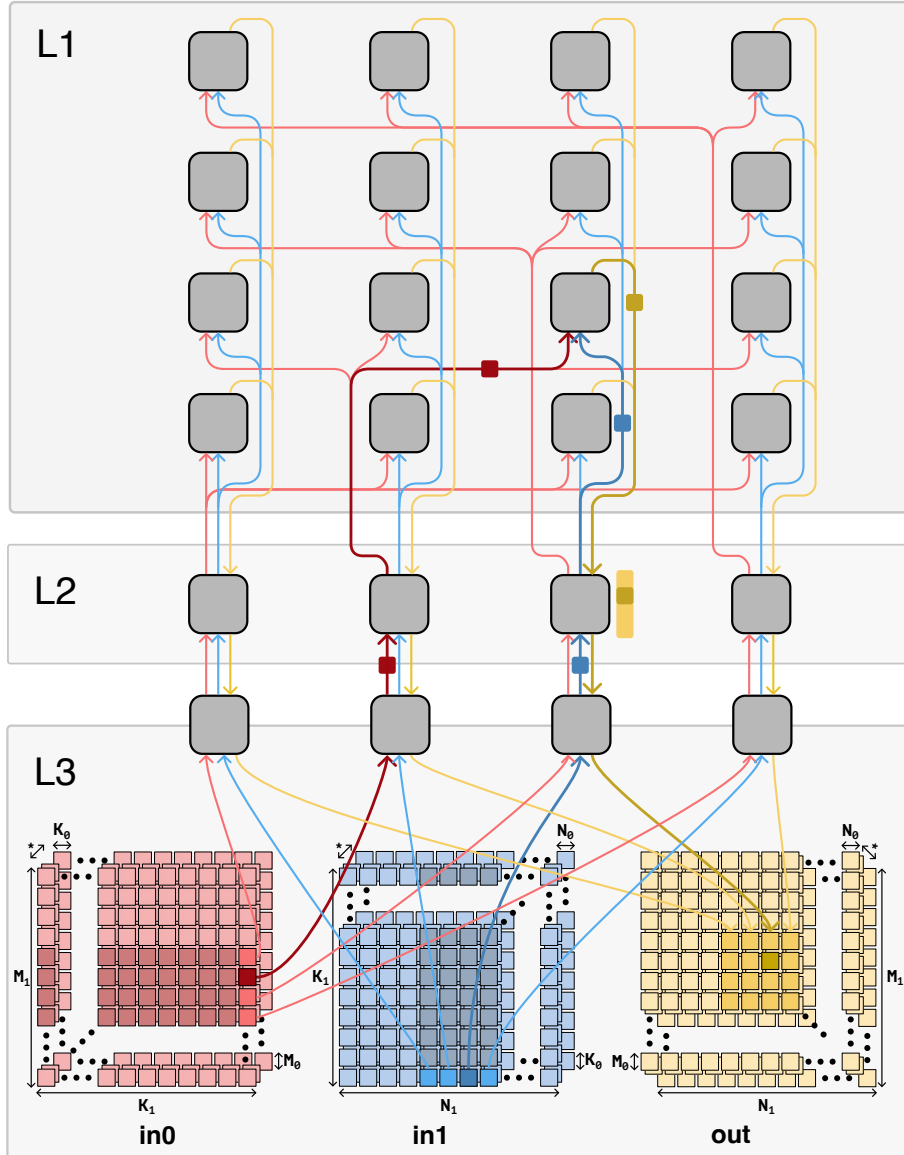 L1
L2
L3
* K₀
N₀
*
N₀ *
M₁
K₁
M₁
M₀
K₀
M₀
K₁
N₁
N₁
in0
in1
out